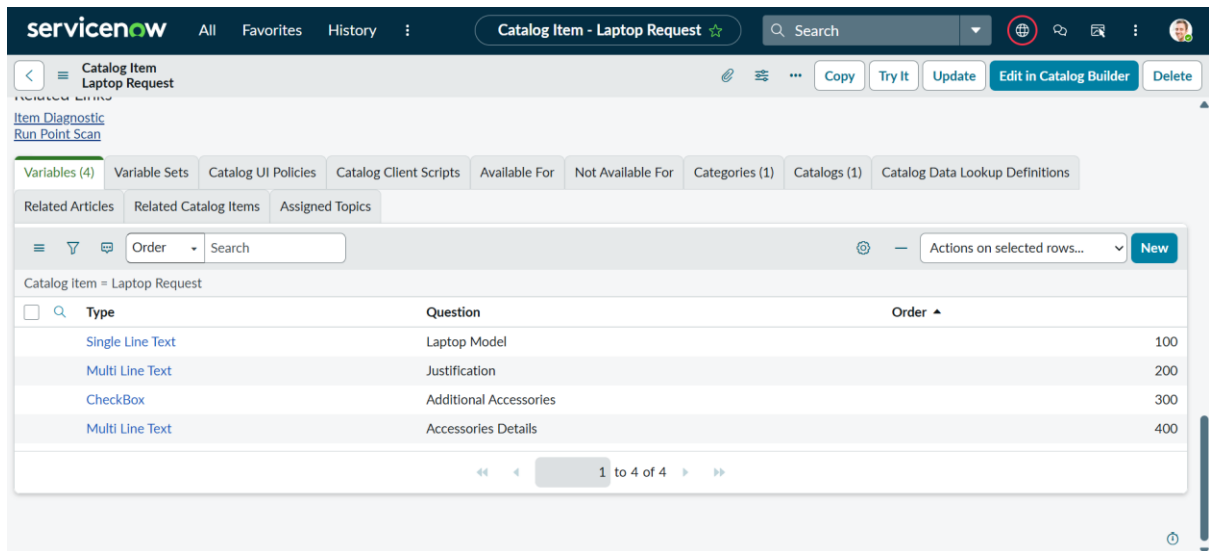 servicenow All Favorites History Catalog Item - Laptop Request Search
Catalog Item
Laptop Request
Copy Try It Update Edit in Catalog Builder Delete
Related Links
Item Diagnostic
Run Point Scan
Variables (4) Variable Sets Catalog UI Policies Catalog Client Scripts Available For Not Available For Categories (1) Catalogs (1) Catalog Data Lookup Definitions
Related Articles Related Catalog Items Assigned Topics
Order Search Actions on selected rows... New
Catalog item = Laptop Request
Type Question Order
Single Line Text Laptop Model 100
Multi Line Text Justification 200
CheckBox Additional Accessories 300
Multi Line Text Accessories Details 400
1 to 4 of 4